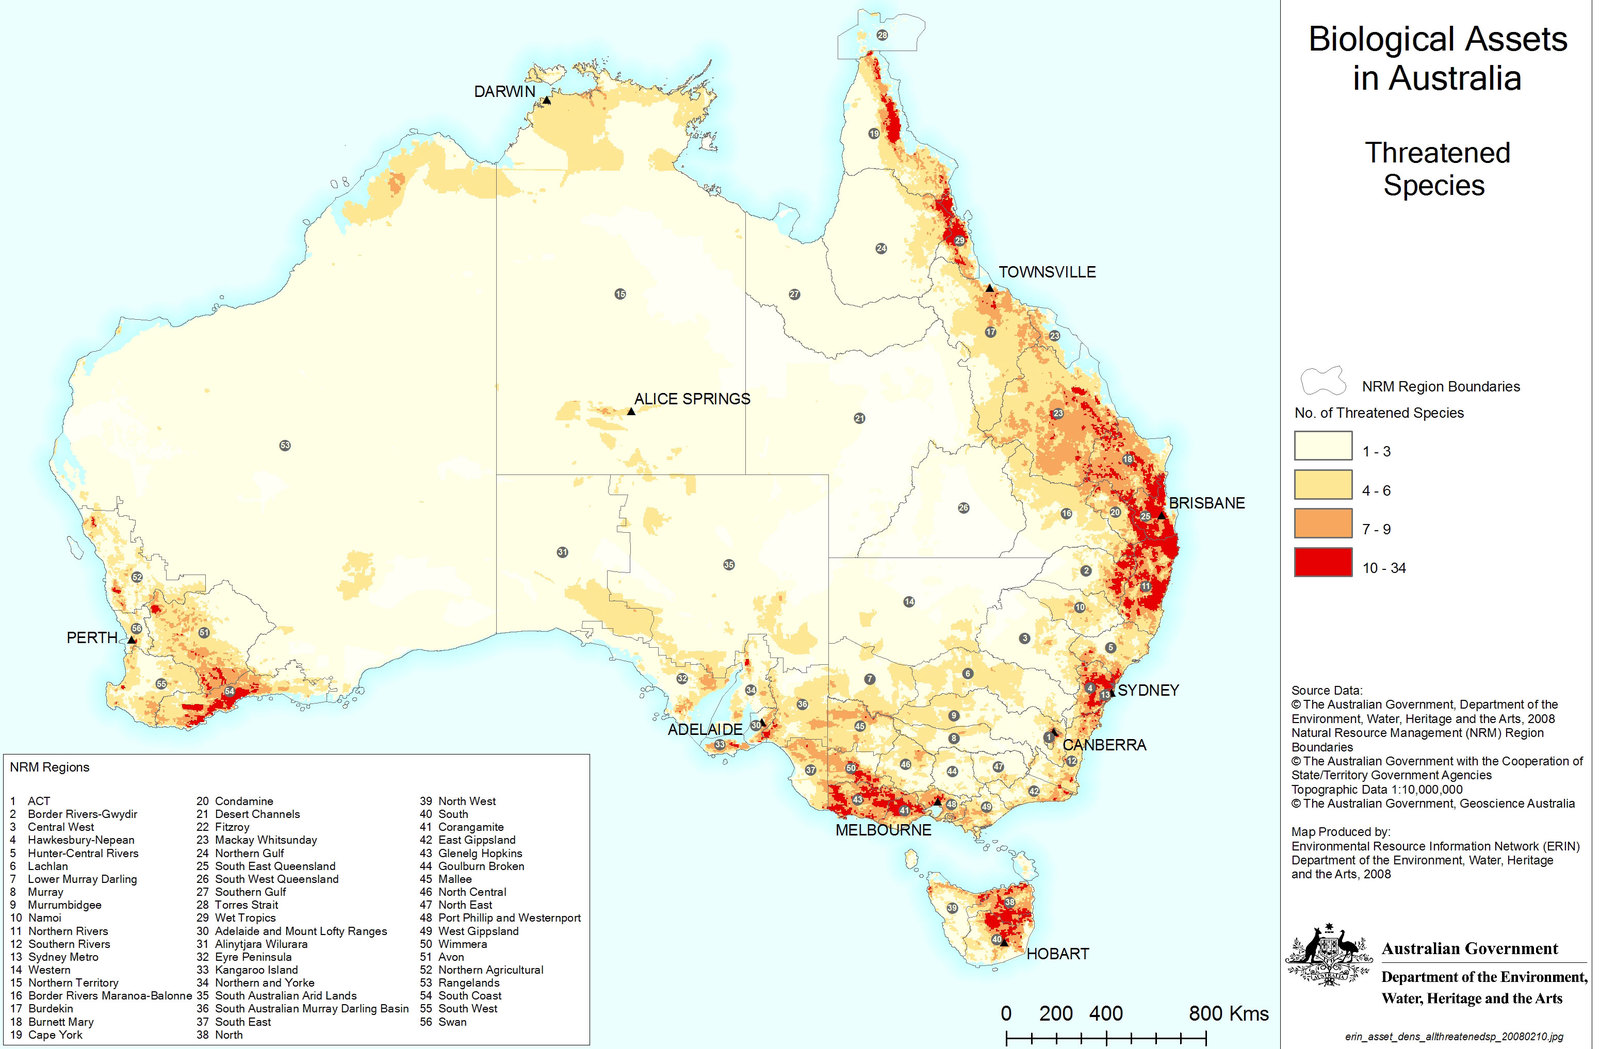 Biological Assets
in Australia
Threatened
Species
NRM Region Boundaries
No. of Threatened Species
1 - 3
4 - 6
7 - 9
10 - 34
Source Data:
© The Australian Government, Department of the
Environment, Water, Heritage and the Arts, 2008
Natural Resource Management (NRM) Region
Boundaries
© The Australian Government with the Cooperation of
State/Territory Government Agencies
Topographic Data 1:10,000,000
© The Australian Government, Geoscience Australia
Map Produced by:
Environmental Resource Information Network (ERIN)
Department of the Environment, Water, Heritage
and the Arts, 2008
Australian Government
Department of the Environment,
Water, Heritage and the Arts
erin_asset_dens_allthreatenedsp_20080210.jpg
28
DARWIN
19
24
29
TOWNSVILLE
15
27
17
23
ALICE SPRINGS
21
23
53
18
26
16
20
25
BRISBANE
31
35
52
2
11
14
10
56
51
PERTH
3
5
55
54
32
34
7
6
4
13
SYDNEY
36
9
30
45
ADELAIDE
33
8
1
CANBERRA
37
50
46
44
47
12
43
41
48
49
42
MELBOURNE
39
38
40
HOBART
0 200 400 800 Kms
NRM Regions
1 ACT
2 Border Rivers-Gwydir
3 Central West
4 Hawkesbury-Nepean
5 Hunter-Central Rivers
6 Lachlan
7 Lower Murray Darling
8 Murray
9 Murrumbidgee
10 Namoi
11 Northern Rivers
12 Southern Rivers
13 Sydney Metro
14 Western
15 Northern Territory
16 Border Rivers Maranoa-Balonne
17 Burdekin
18 Burnett Mary
19 Cape York
20 Condamine
21 Desert Channels
22 Fitzroy
23 Mackay Whitsunday
24 Northern Gulf
25 South East Queensland
26 South West Queensland
27 Southern Gulf
28 Torres Strait
29 Wet Tropics
30 Adelaide and Mount Lofty Ranges
31 Alinytjara Wilurara
32 Eyre Peninsula
33 Kangaroo Island
34 Northern and Yorke
35 South Australian Arid Lands
36 South Australian Murray Darling Basin
37 South East
38 North
39 North West
40 South
41 Corangamite
42 East Gippsland
43 Glenelg Hopkins
44 Goulburn Broken
45 Mallee
46 North Central
47 North East
48 Port Phillip and Westernport
49 West Gippsland
50 Wimmera
51 Avon
52 Northern Agricultural
53 Rangelands
54 South Coast
55 South West
56 Swan